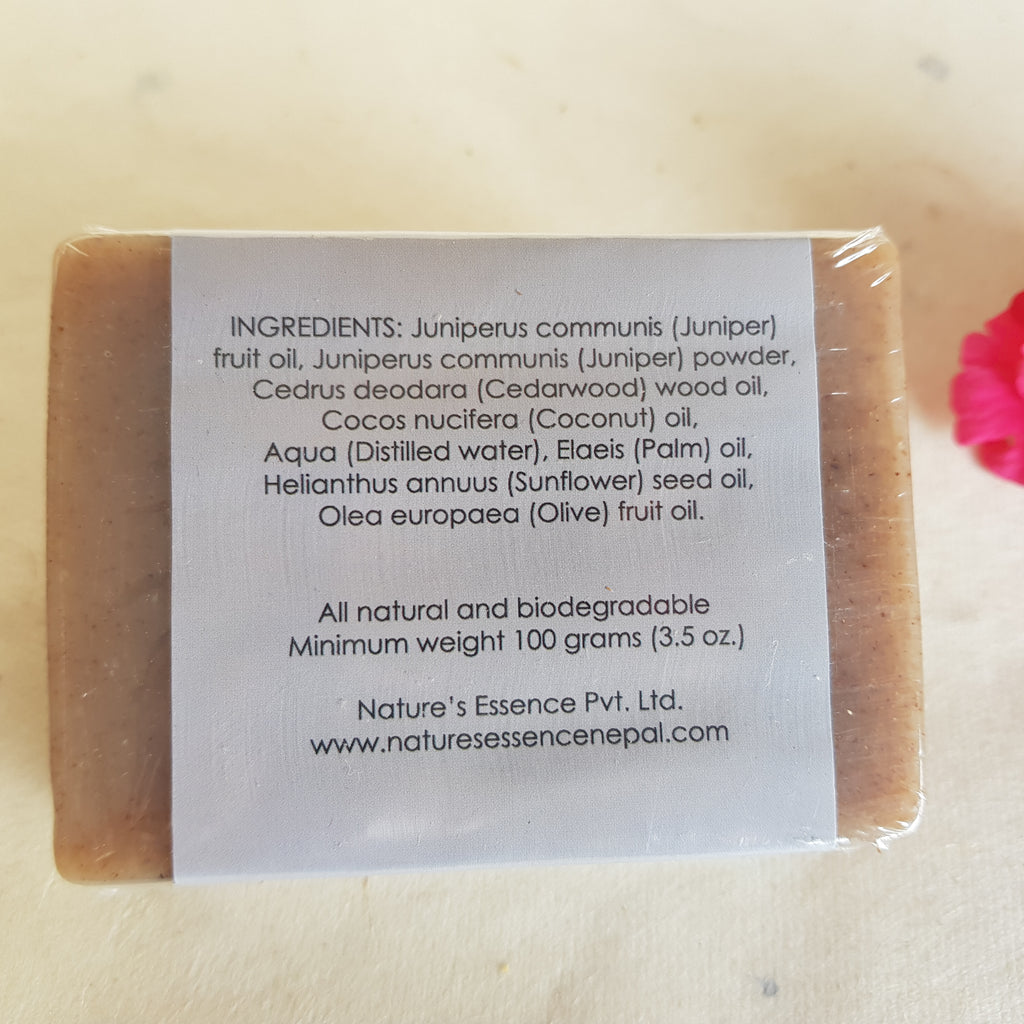 INGREDIENTS: Juniperus communis (Juniper)
fruit oil, Juniperus communis (Juniper) powder,
Cedrus deodara (Cedarwood) wood oil,
Cocos nucifera (Coconut) oil,
Aqua (Distilled water), Elaeis (Palm) oil,
Helianthus annuus (Sunflower) seed oil,
Olea europaea (Olive) fruit oil.
All natural and biodegradable
Minimum weight 100 grams (3.5 oz.)
Nature's Essence Pvt. Ltd.
www.naturesessencenepal.com